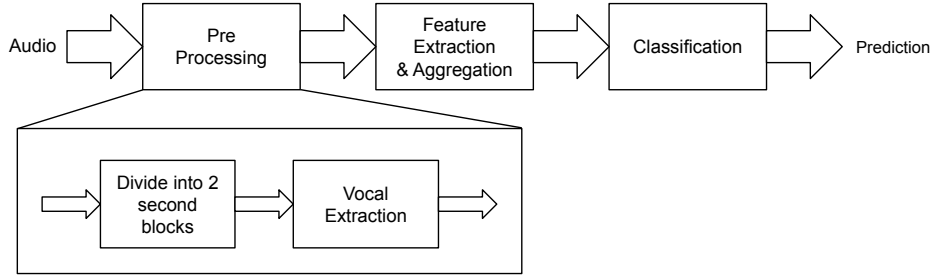 Audio
Pre
Processing
Feature
Extraction
& Aggregation
Classification
Prediction
Divide into 2
second
blocks
Vocal
Extraction